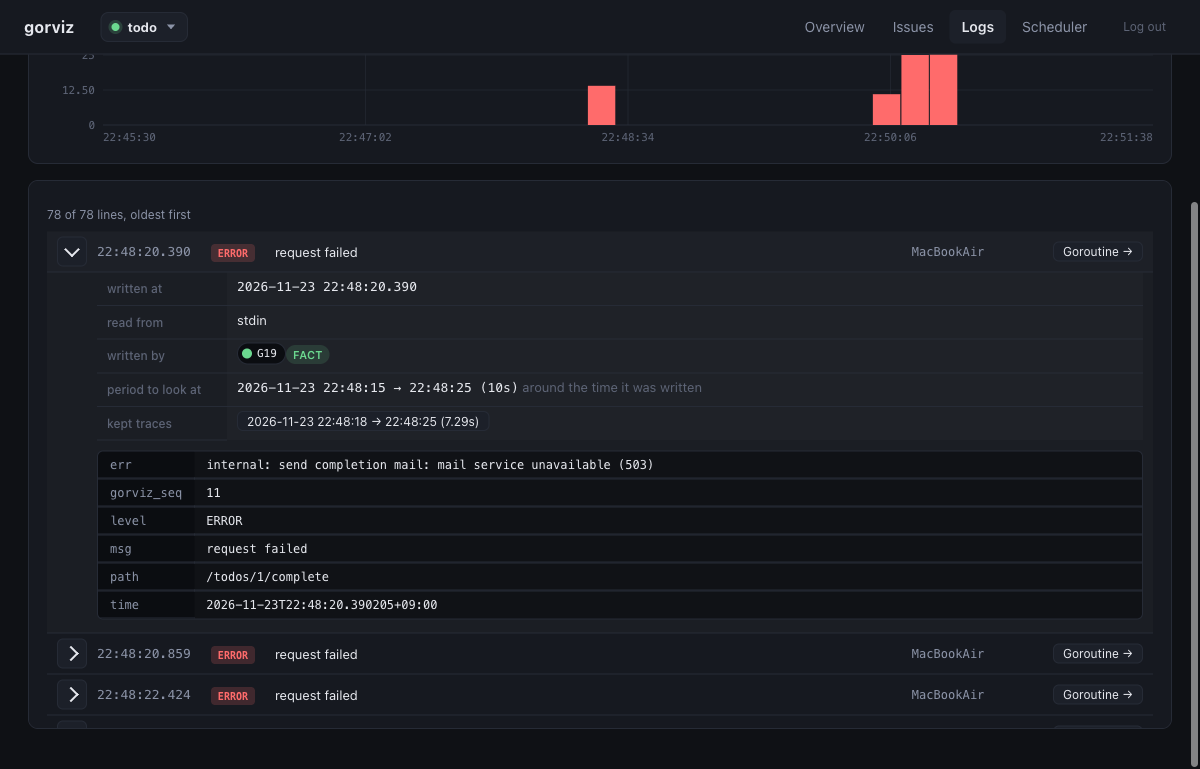 gorviz
todo
Overview Issues Logs Scheduler Log out
25
12.50
0
22:45:30 22:47:02 22:48:34 22:50:06 22:51:38
78 of 78 lines, oldest first
22:48:20.390 ERROR request failed MacBookAir Goroutine →
written at 2026-11-23 22:48:20.390
read from stdin
written by G19 FACT
period to look at 2026-11-23 22:48:15 → 22:48:25 (10s) around the time it was written
kept traces 2026-11-23 22:48:18 → 22:48:25 (7.29s)
err internal: send completion mail: mail service unavailable (503)
gorviz_seq 11
level ERROR
msg request failed
path /todos/1/complete
time 2026-11-23T22:48:20.390205+09:00
22:48:20.859 ERROR request failed MacBookAir Goroutine →
22:48:22.424 ERROR request failed MacBookAir Goroutine →